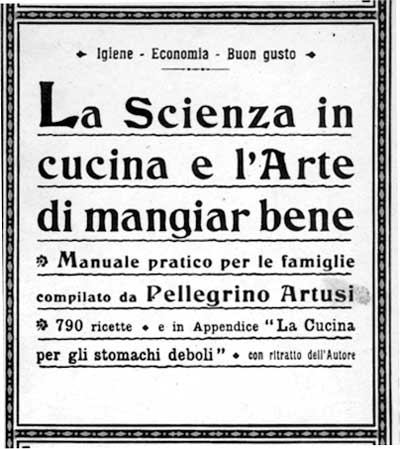 Igiene - Economia - Buon gusto
La Scienza in
cucina e l'Arte
di mangiar bene
Manuale pratico per le famiglie
compilato da Pellegrino Artusi
790 ricette • e in Appendice "La Cucina
per gli stomachi deboli" • con ritratto dell'Autore